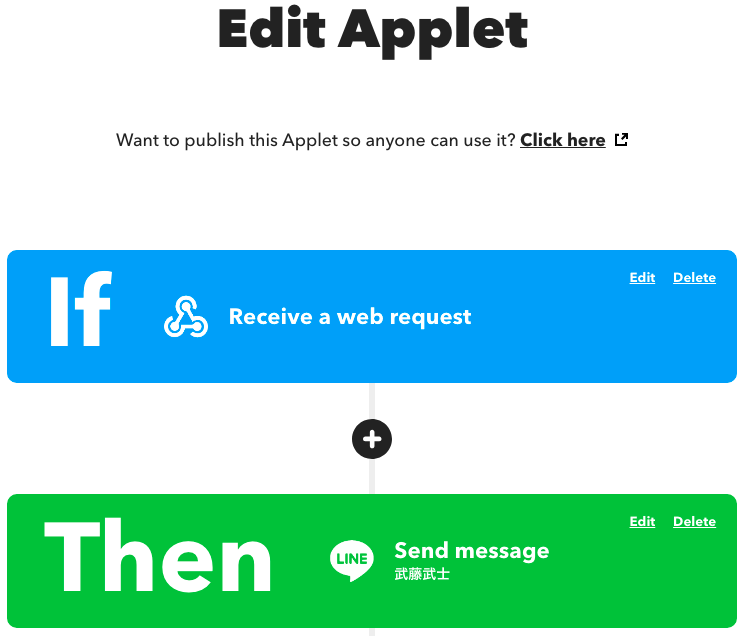 Edit Applet
Want to publish this Applet so anyone can use it? Click here
Edit Delete
If
Receive a web request
Edit Delete
Then
LINE
Send message
武藤武士